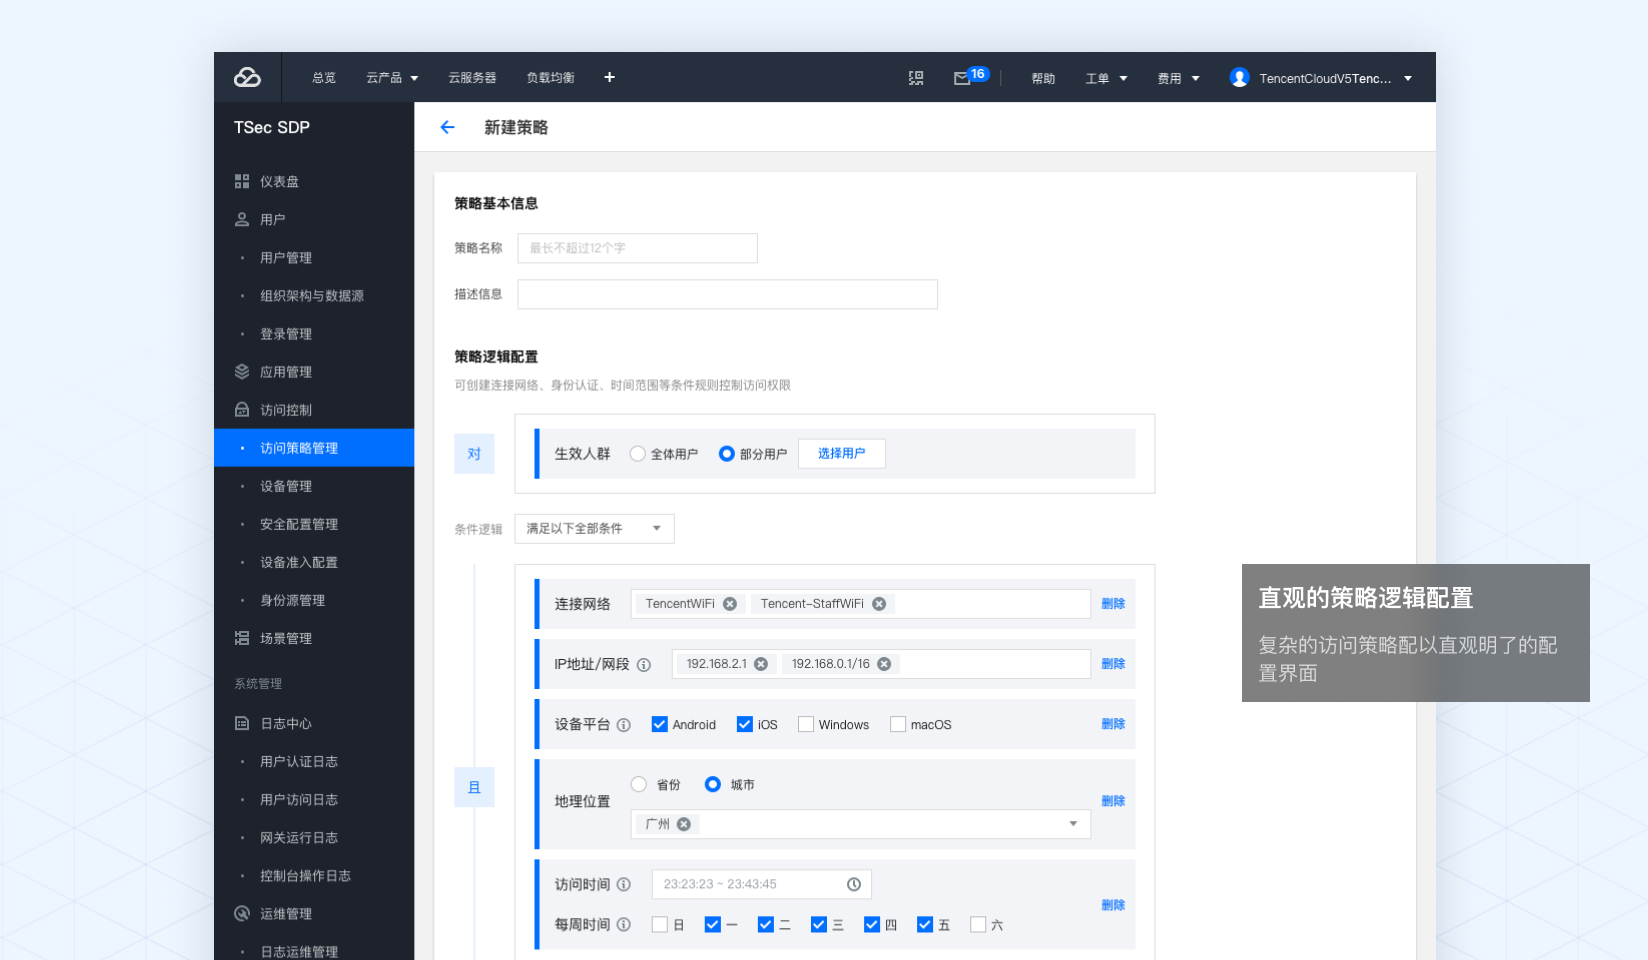 总览 云产品 云服务器 负载均衡 + 16 帮助 工单 费用 TencentCloudV5Tenc...
TSec SDP
仪表盘
用户
用户管理
组织架构与数据源
登录管理
应用管理
访问控制
访问策略管理
设备管理
安全配置管理
设备准入配置
身份源管理
场景管理
系统管理
日志中心
用户认证日志
用户访问日志
网关运行日志
控制台操作日志
运维管理
日志运维管理
新建策略
策略基本信息
策略名称 最长不超过12个字
描述信息
策略逻辑配置
可创建连接网络、身份认证、时间范围等条件规则控制访问权限
对 生效人群 全体用户 部分用户 选择用户
条件逻辑 满足以下全部条件
连接网络 TencentWiFi Tencent-StaffWiFi 删除
IP地址/网段 192.168.2.1 192.168.0.1/16 删除
设备平台 Android iOS Windows macOS 删除
且
地理位置 省份 城市 删除
广州
访问时间 23:23:23 ~ 23:43:45 删除
每周时间 日 一 二 三 四 五 六
直观的策略逻辑配置
复杂的访问策略配以直观明了的配
置界面